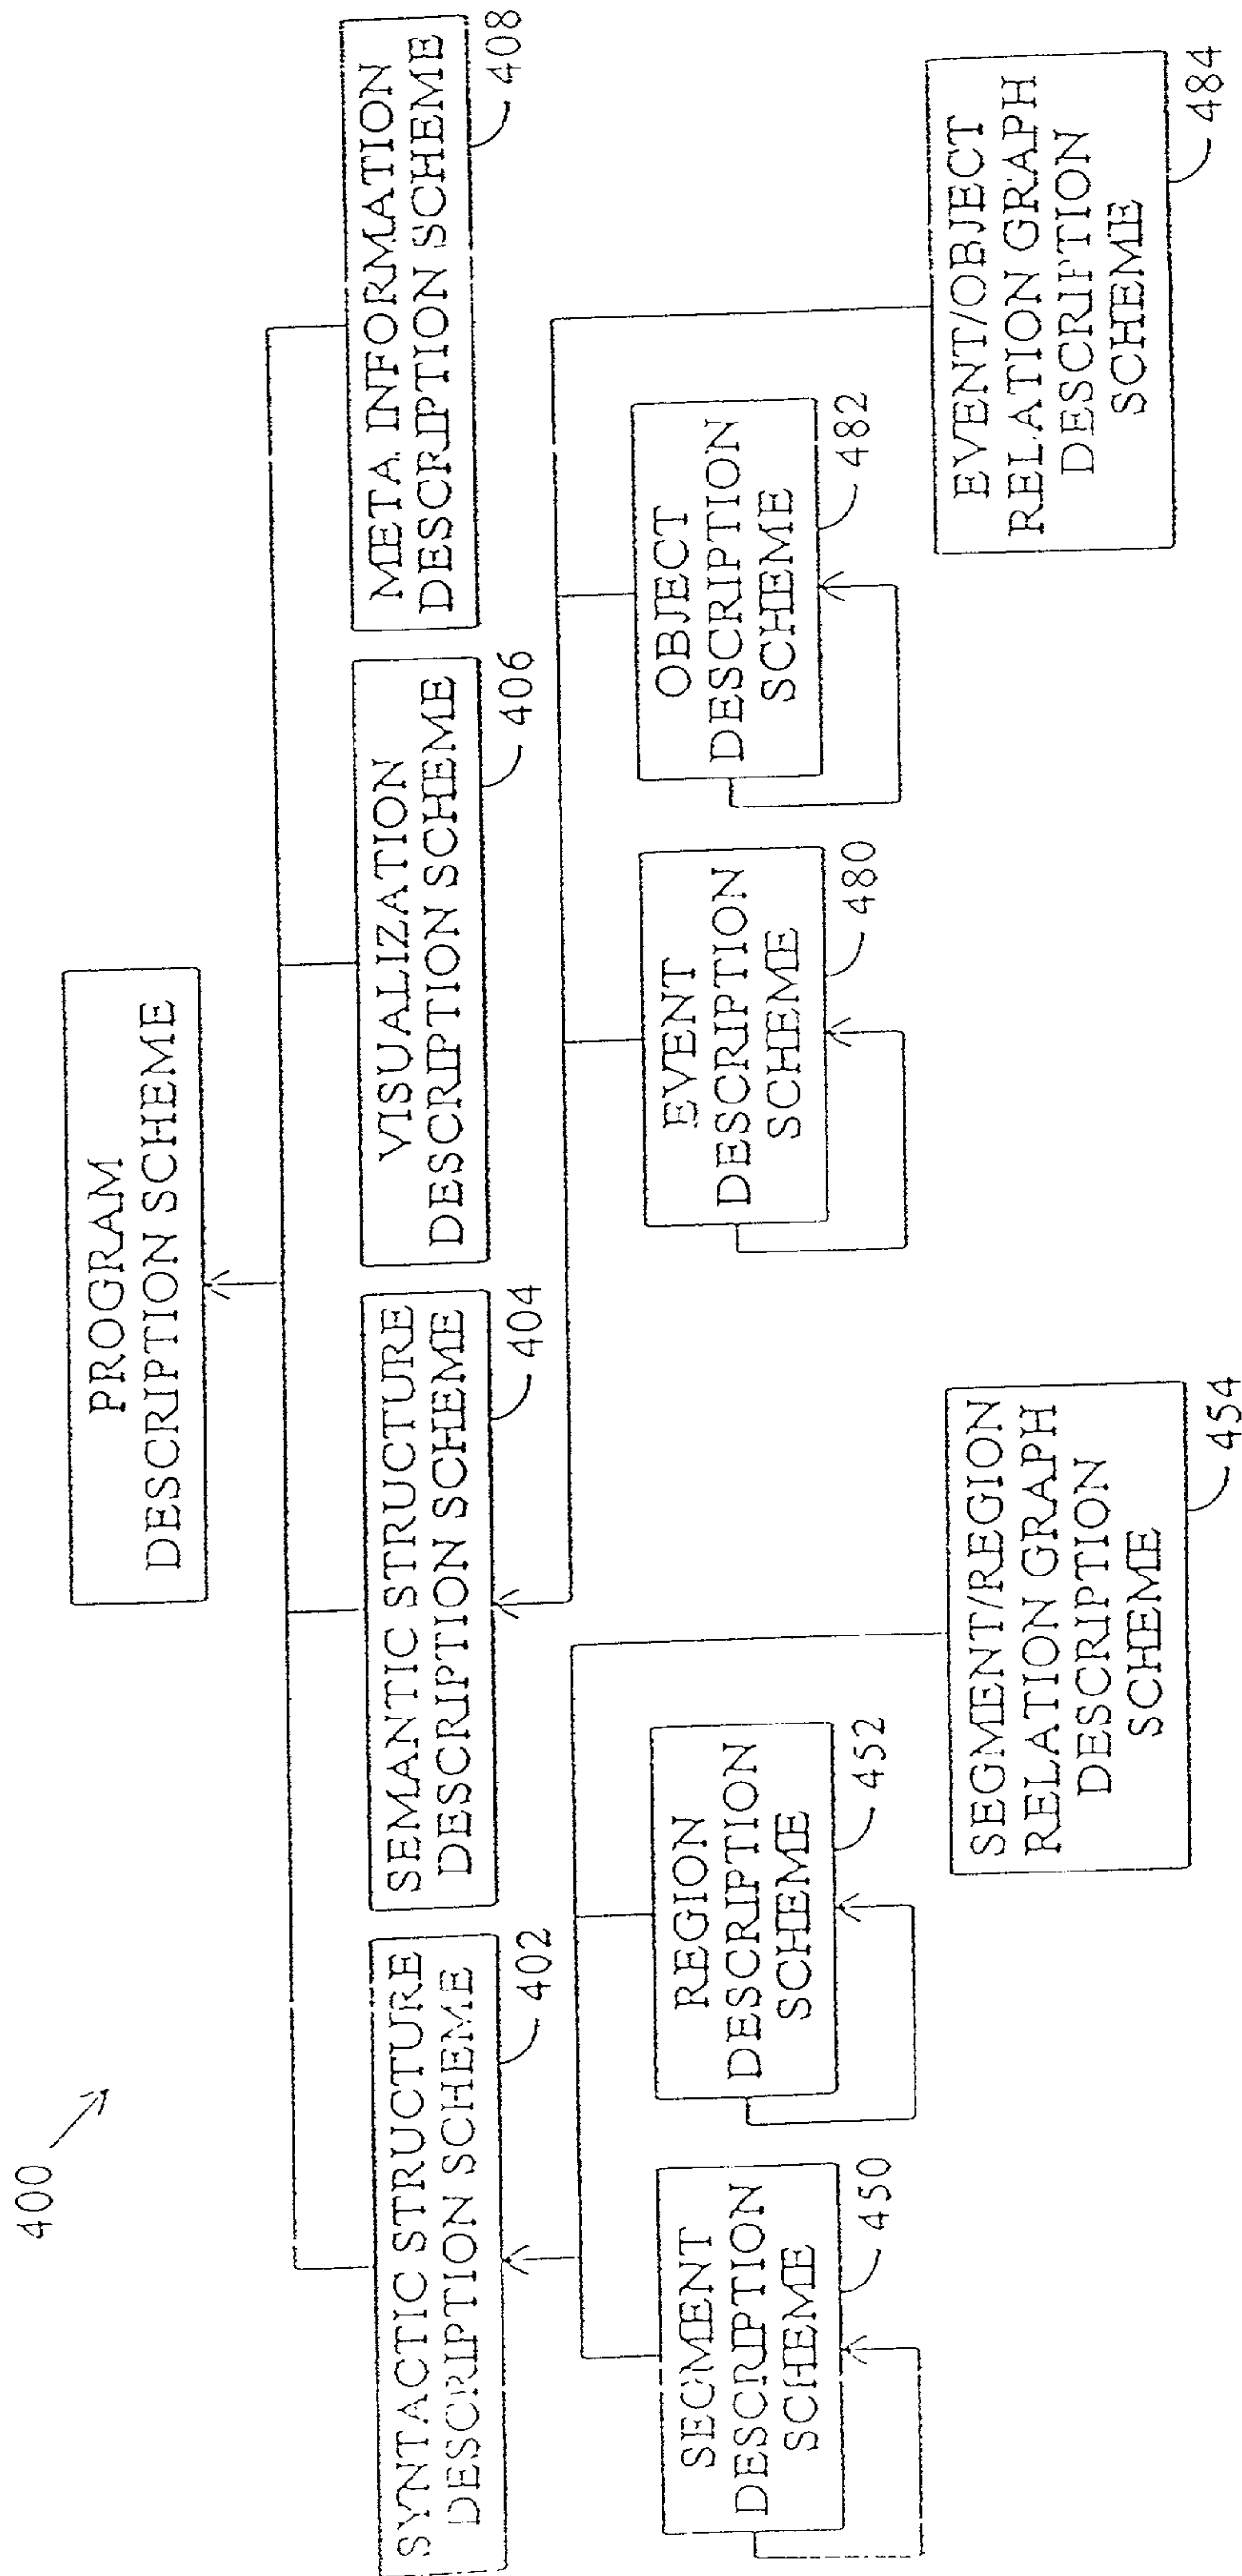 400
PROGRAM
DESCRIPTION SCHEME
SYNTACTIC STRUCTURE
DESCRIPTION SCHEME
402
SEMANTIC STRUCTURE
DESCRIPTION SCHEME
404
VISUALIZATION
DESCRIPTION SCHEME
406
META INFORMATION
DESCRIPTION SCHEME
408
SEGMENT
DESCRIPTION
SCHEME
450
REGION
DESCRIPTION
SCHEME
452
SEGMENT/REGION
RELATION GRAPH
DESCRIPTION
SCHEME
454
EVENT
DESCRIPTION
SCHEME
480
OBJECT
DESCRIPTION
SCHEME
482
EVENT/OBJECT
RELATION GRAPH
DESCRIPTION
SCHEME
484